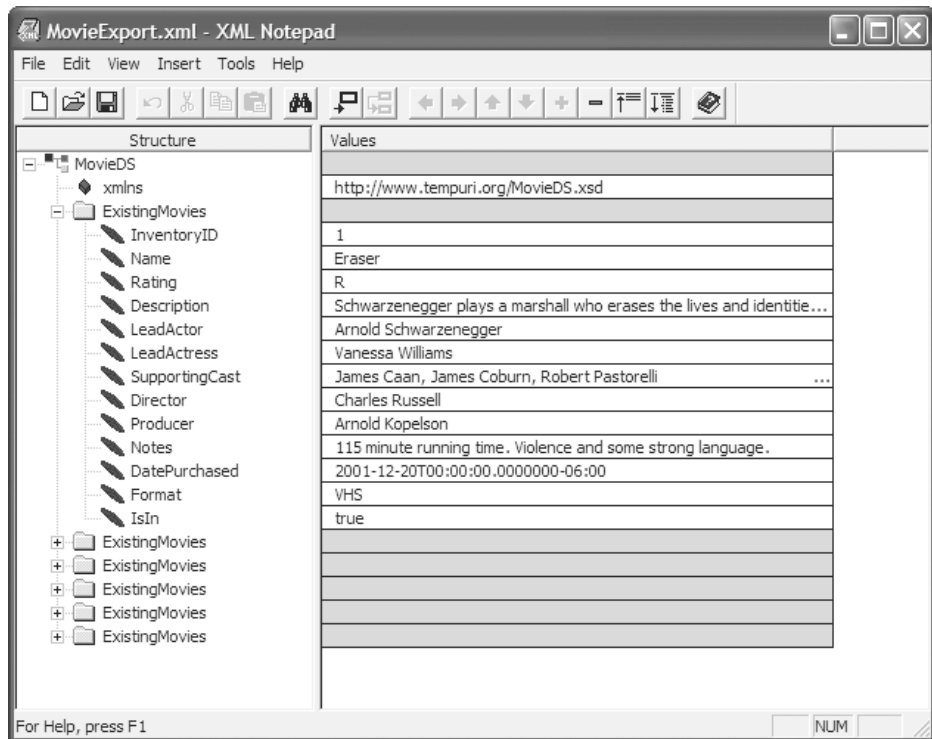 MovieExport.xml - XML Notepad
File Edit View Insert Tools Help
Structure Values
MovieDS
xmlns http://www.tempuri.org/MovieDS.xsd
ExistingMovies
InventoryID 1
Name Eraser
Rating R
Description Schwarzenegger plays a marshall who erases the lives and identitie...
LeadActor Arnold Schwarzenegger
LeadActress Vanessa Williams
SupportingCast James Caan, James Coburn, Robert Pastorelli ...
Director Charles Russell
Producer Arnold Kopelson
Notes 115 minute running time. Violence and some strong language.
DatePurchased 2001-12-20T00:00:00.0000000-06:00
Format VHS
IsIn true
ExistingMovies
ExistingMovies
ExistingMovies
ExistingMovies
ExistingMovies
For Help, press F1 NUM